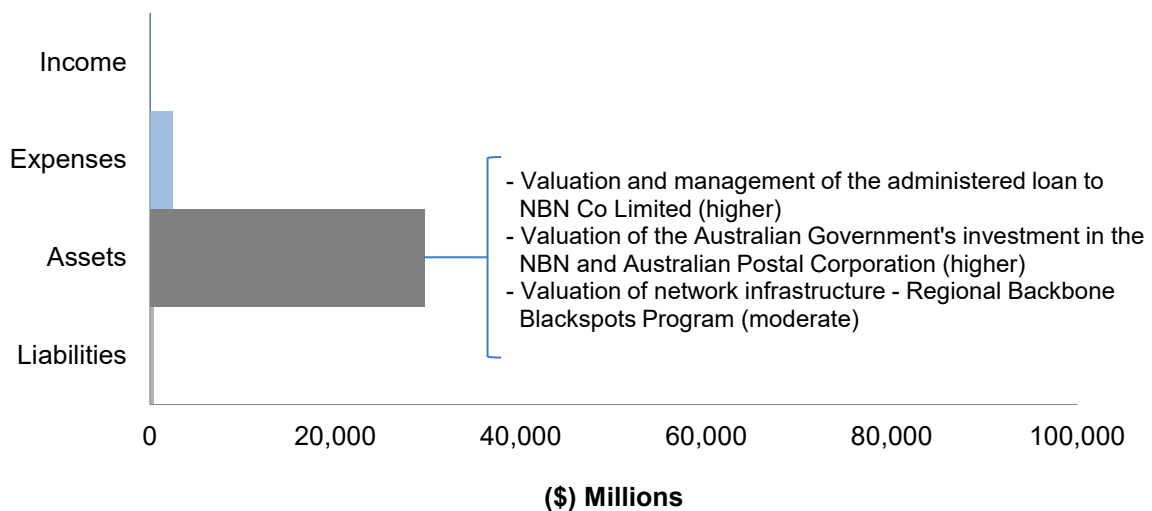 Income
Expenses
Assets
Liabilities
- Valuation and management of the administered loan to
NBN Co Limited (higher)
- Valuation of the Australian Government's investment in the
NBN and Australian Postal Corporation (higher)
- Valuation of network infrastructure - Regional Backbone
Blackspots Program (moderate)
0 20,000 40,000 60,000 80,000 100,000
($) Millions